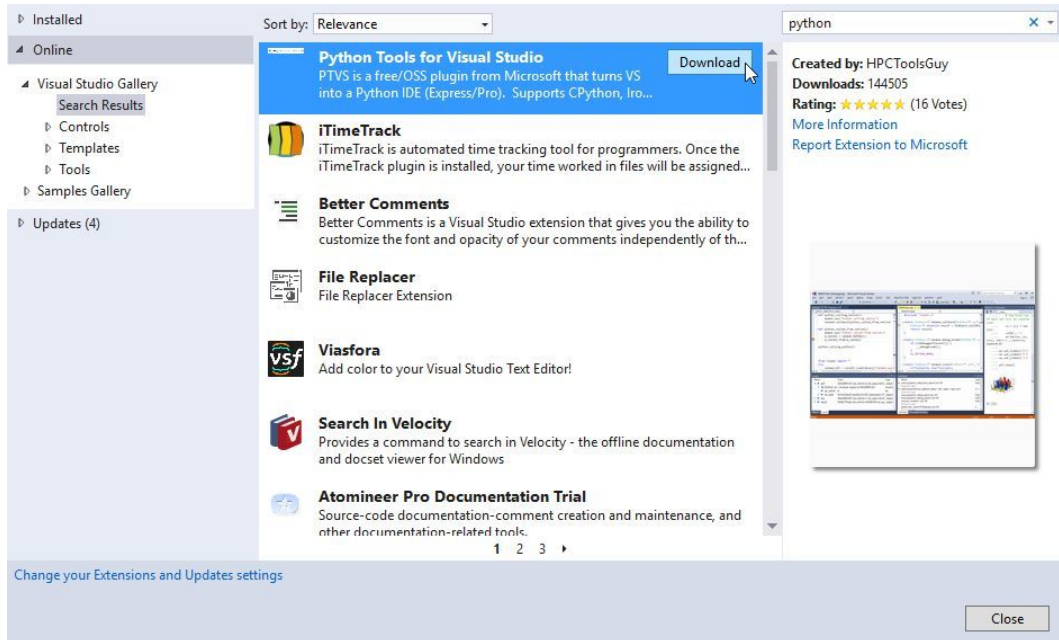 Installed
Online
Visual Studio Gallery
Search Results
Controls
Templates
Tools
Samples Gallery
Updates (4)
Sort by: Relevance
Python Tools for Visual Studio
PTVS is a free/OSS plugin from Microsoft that turns VS
into a Python IDE (Express/Pro). Supports CPython, Iro...
Download
iTimeTrack
iTimeTrack is automated time tracking tool for programmers. Once the
iTimeTrack plugin is installed, your time worked in files will be assigned...
Better Comments
Better Comments is a Visual Studio extension that gives you the ability to
customize the font and opacity of your comments independently of th...
File Replacer
File Replacer Extension
vsf
Viasfora
Add color to your Visual Studio Text Editor!
Search In Velocity
Provides a command to search in Velocity - the offline documentation
and docset viewer for Windows
Atomineer Pro Documentation Trial
Source-code documentation-comment creation and maintenance, and
other documentation-related tools.
1 2 3
python
Created by: HPCToolsGuy
Downloads: 144505
Rating: (16 Votes)
More Information
Report Extension to Microsoft
Change your Extensions and Updates settings
Close